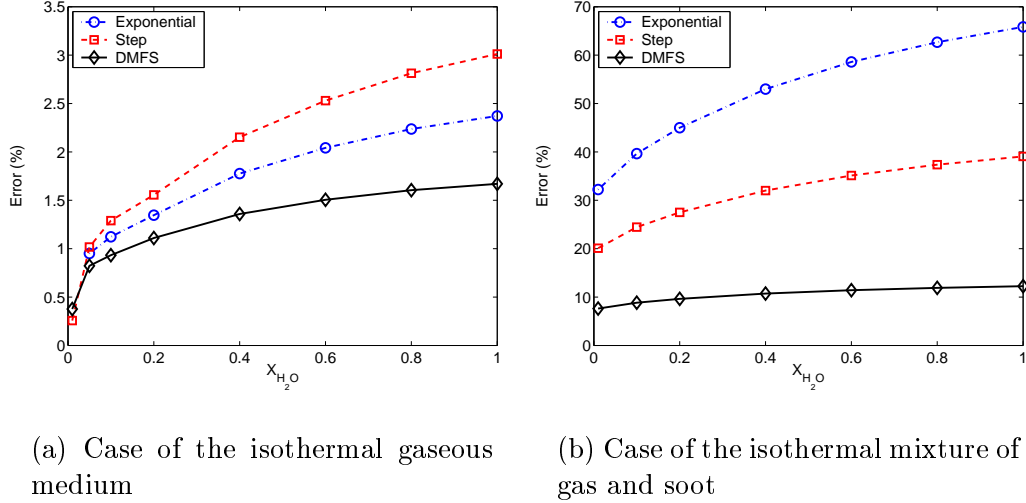 3.5
3
2.5
2
1.5
1
0.5
0
Error (%)
Exponential
Step
DMFS
0
0.2
0.4
0.6
0.8
1
X_{H_2O}
70
60
50
40
30
20
10
0
Error (%)
Exponential
Step
DMFS
0
0.2
0.4
0.6
0.8
1
X_{H_2O}
(a) Case of the isothermal gaseous
medium
(b) Case of the isothermal mixture of
gas and soot